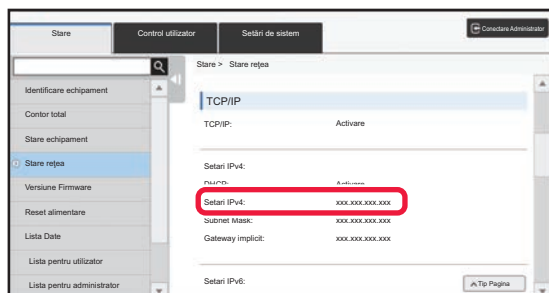 Stare
Control utilizator
Setări de sistem
Conectare Administrator
Stare > Stare reţea
Identificare echipament
Contor total
Stare echipament
Stare reţea
Versiune Firmware
Reset alimentare
Lista Date
Lista pentru utilizator
Lista pentru administrator
TCP/IP
TCP/IP: Activare
Setari IPv4:
DHCP: Activare
Setari IPv4: xxx.xxx.xxx.xxx
Subnet Mask: xxx.xxx.xxx.xxx
Gateway implicit: xxx.xxx.xxx.xxx
Setari IPv6:
Tip Pagina